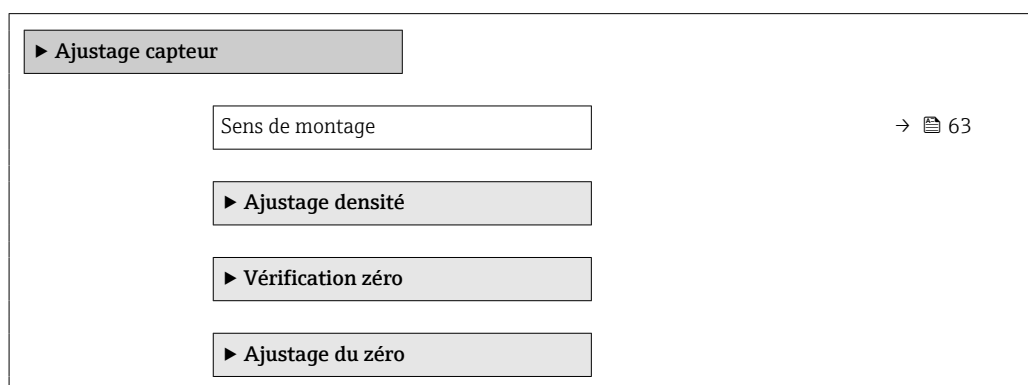 ▶ Ajustage capteur
Sens de montage → 63
▶ Ajustage densité
▶ Vérification zéro
▶ Ajustage du zéro